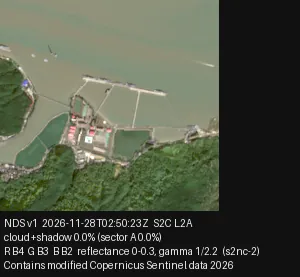 NDS v1 2026-11-28T02:50:23Z S2C L2A
cloud+shadow 0.0% (sector A 0.0%)
R B4 G B3 B B2 reflectance 0-0.3, gamma 1/2.2 (s2nc-2)
Contains modified Copernicus Sentinel data 2026